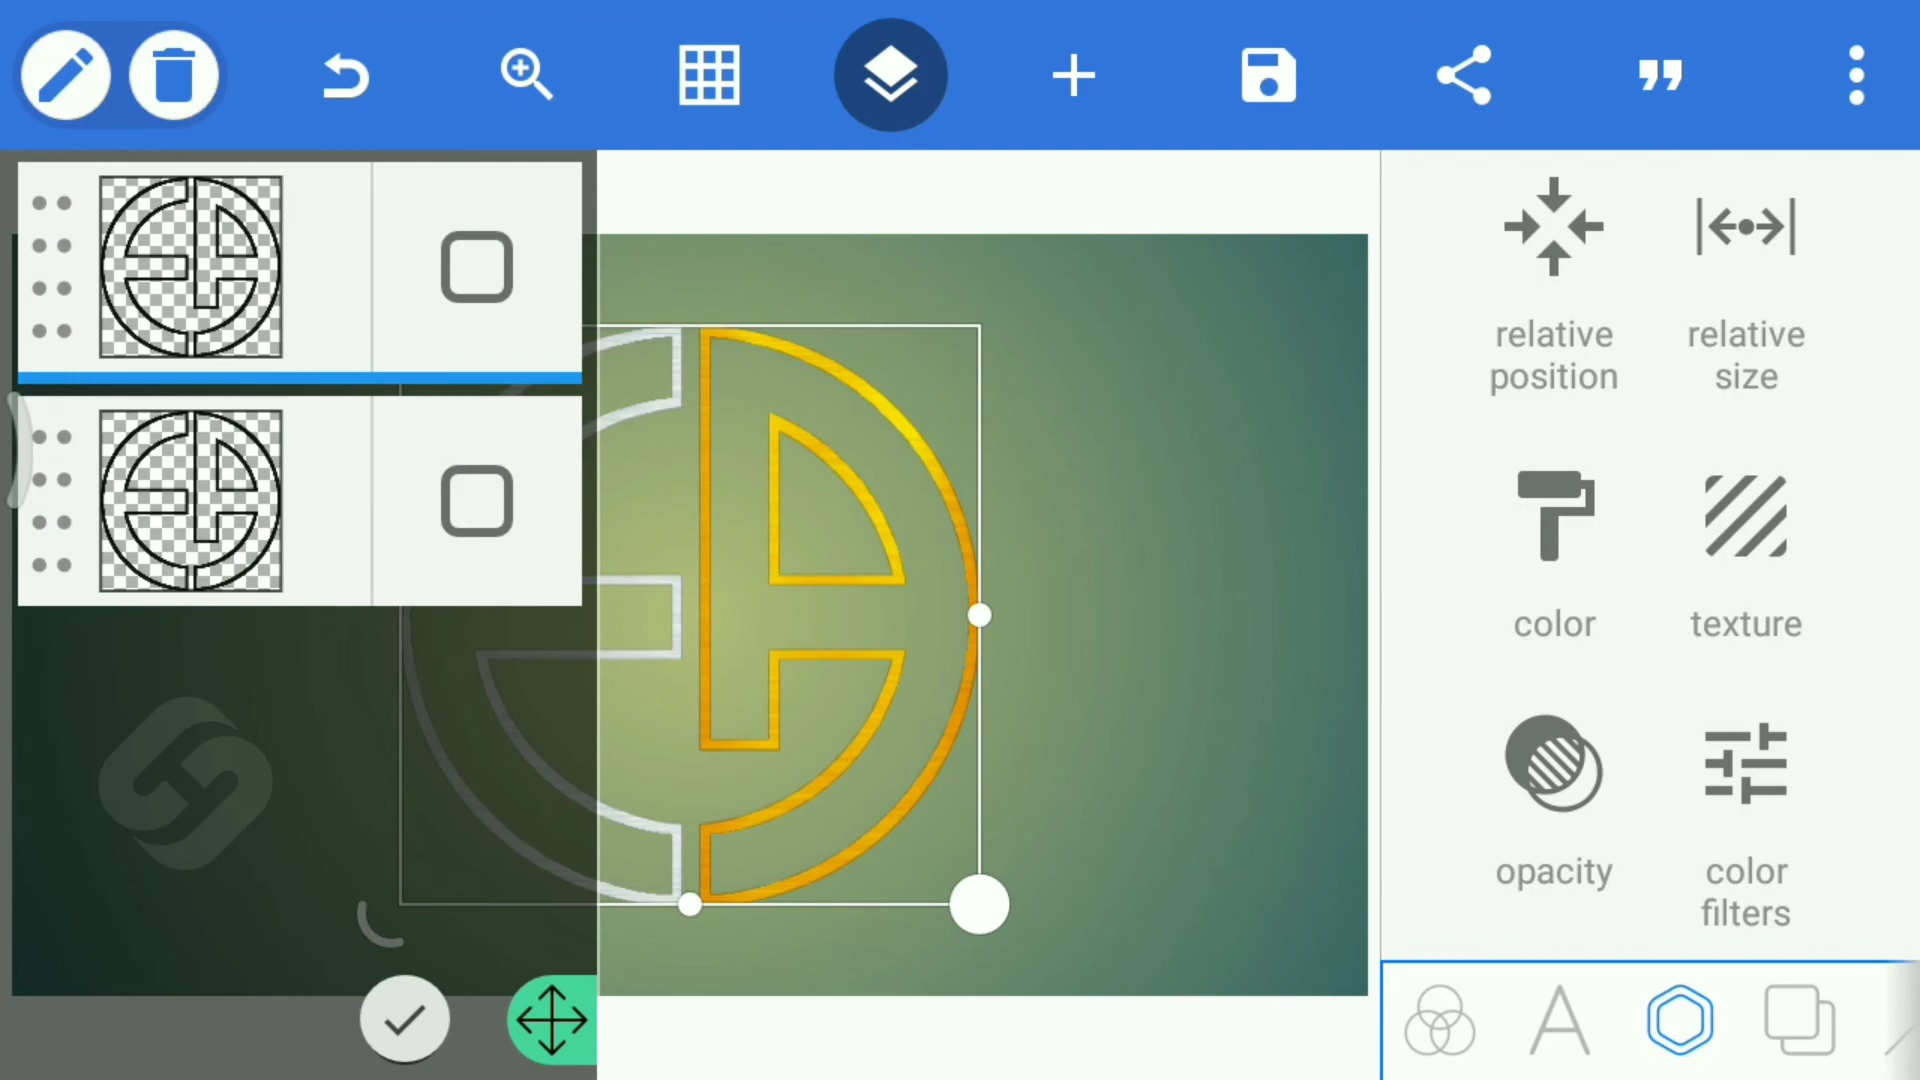 relative
position
relative
size
color
texture
opacity
color
filters